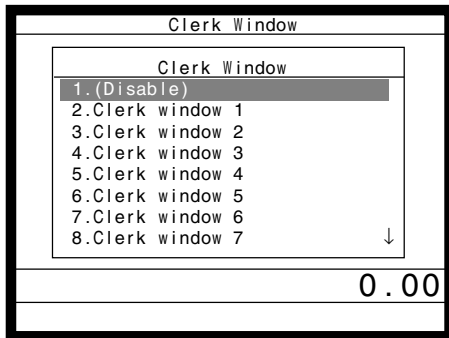 Clerk Window
Clerk Window
1.(Disable)
2.Clerk window 1
3.Clerk window 2
4.Clerk window 3
5.Clerk window 4
6.Clerk window 5
7.Clerk window 6
8.Clerk window 7 ↓
0.00